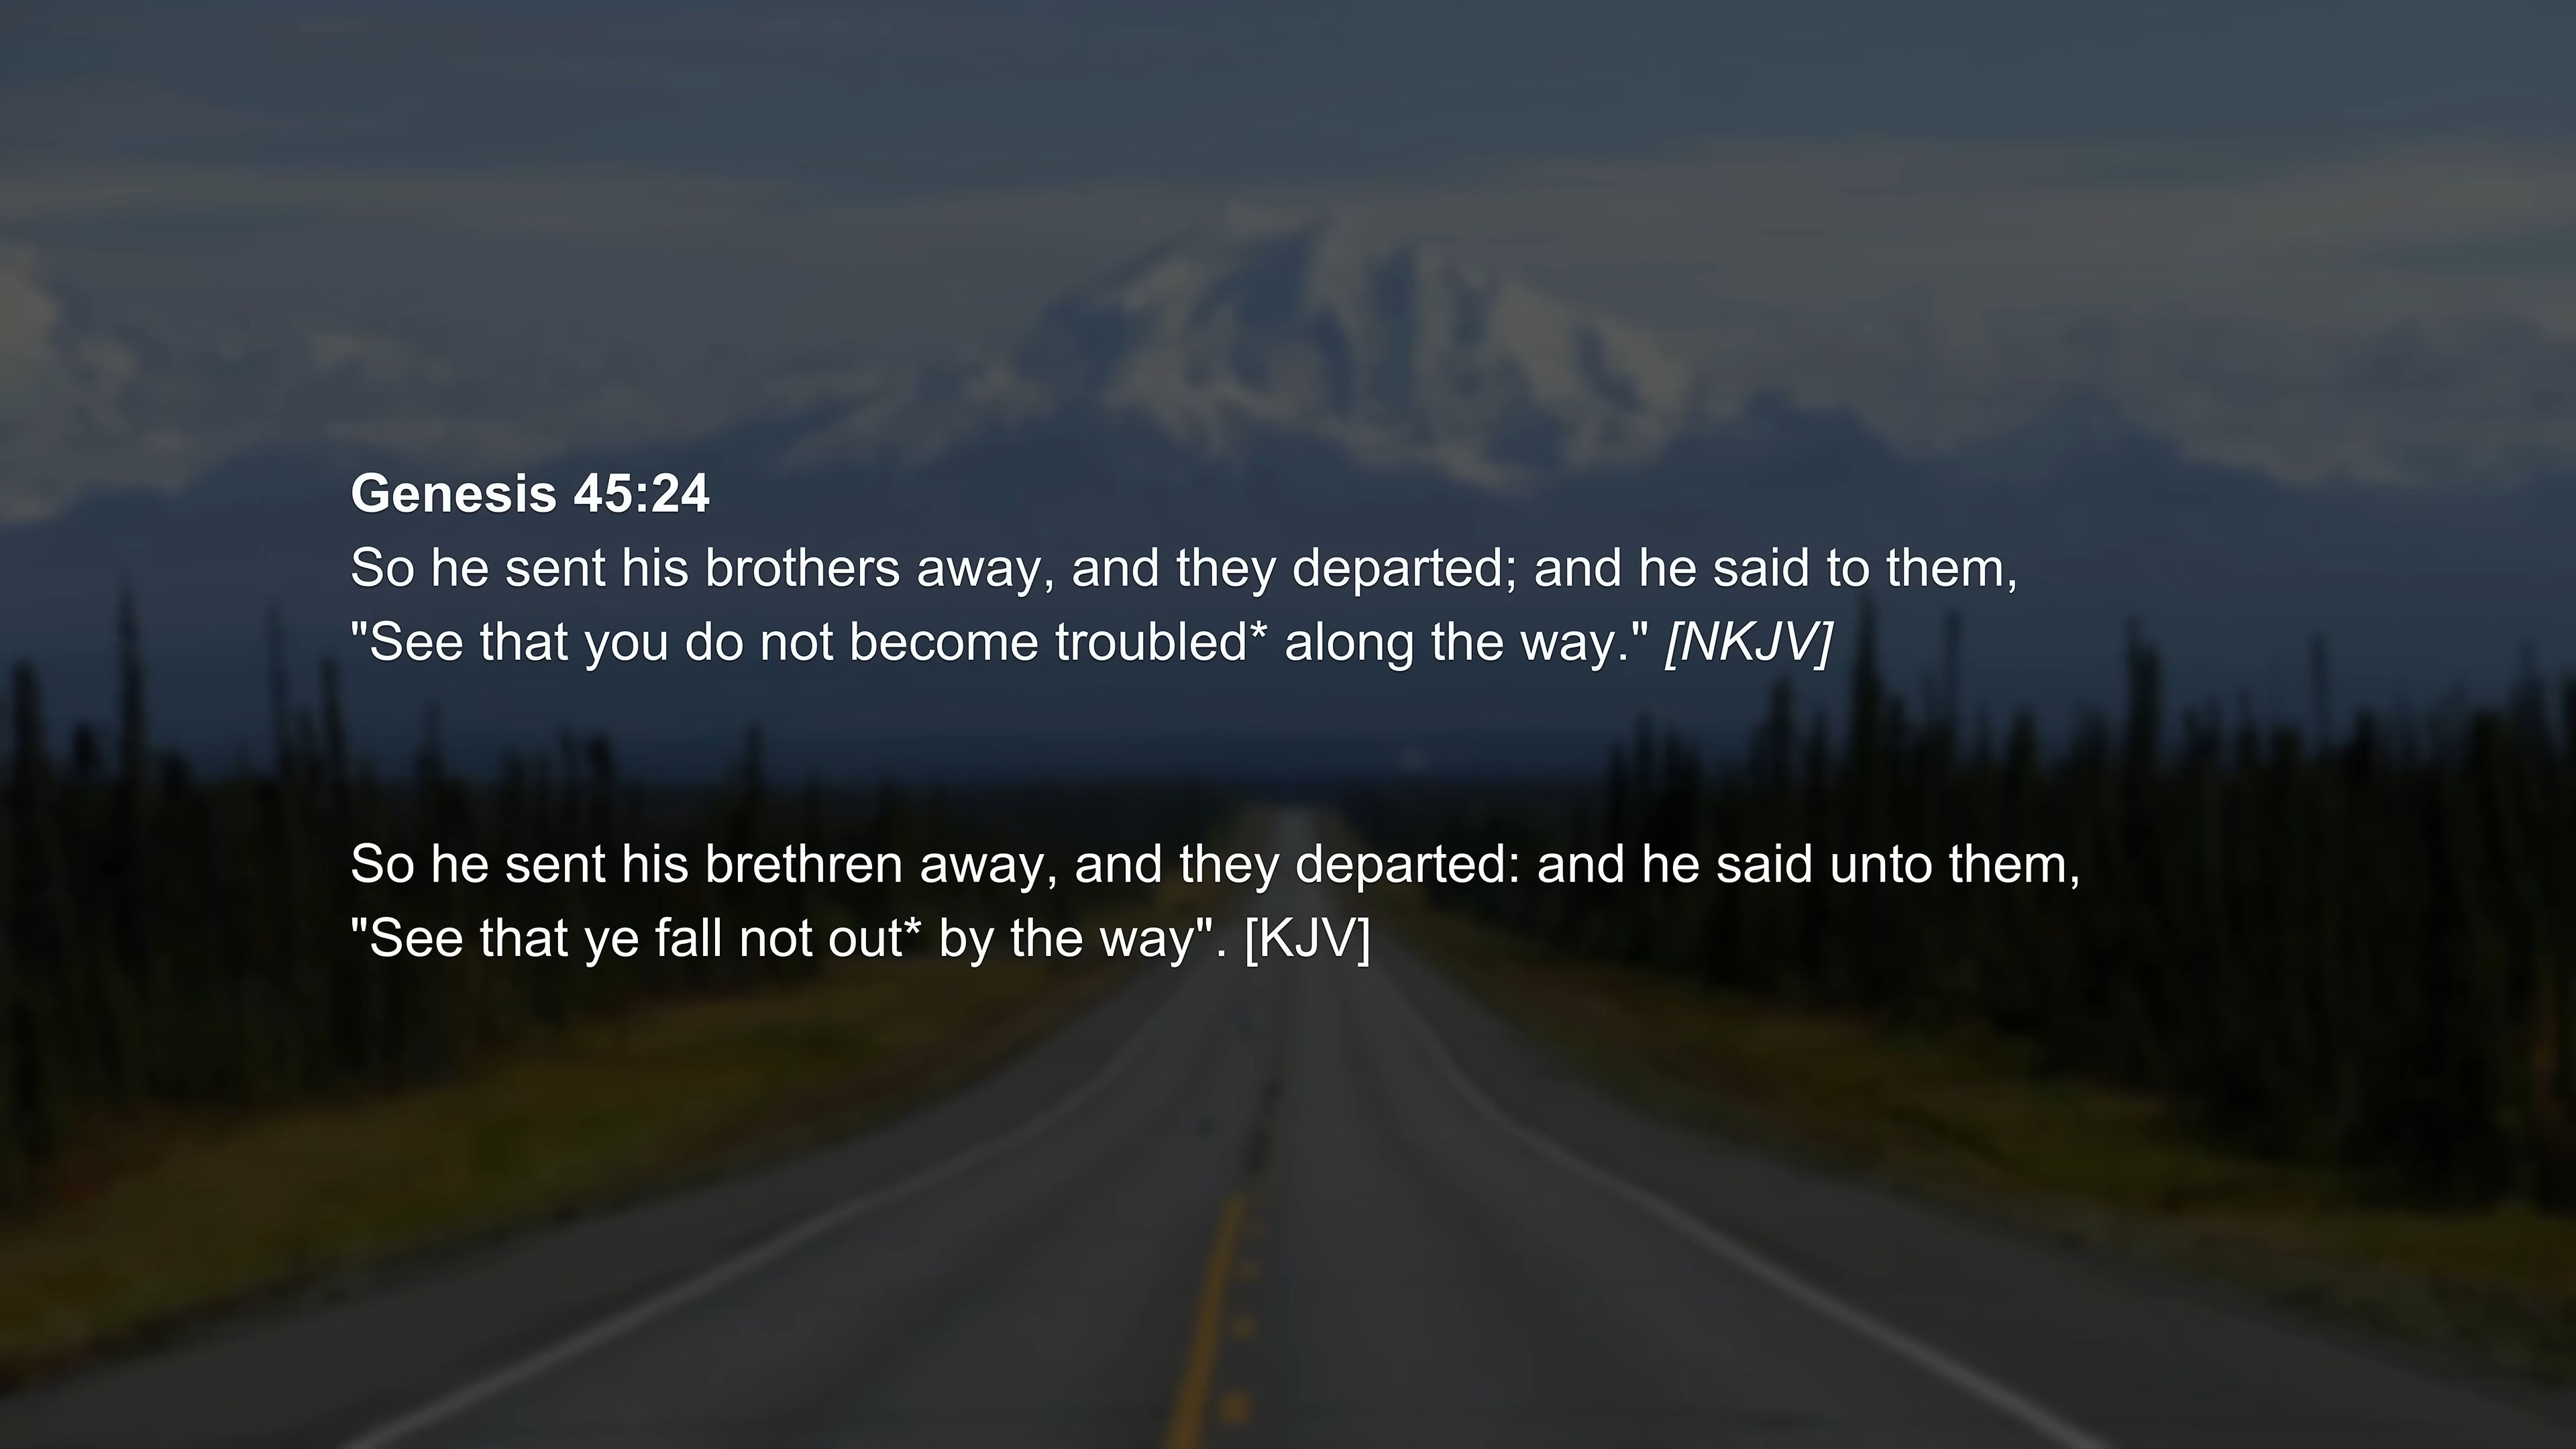 Genesis 45:24
So he sent his brothers away, and they departed; and he said to them,
"See that you do not become troubled* along the way." [NKJV]
So he sent his brethren away, and they departed: and he said unto them,
"See that ye fall not out* by the way". [KJV]